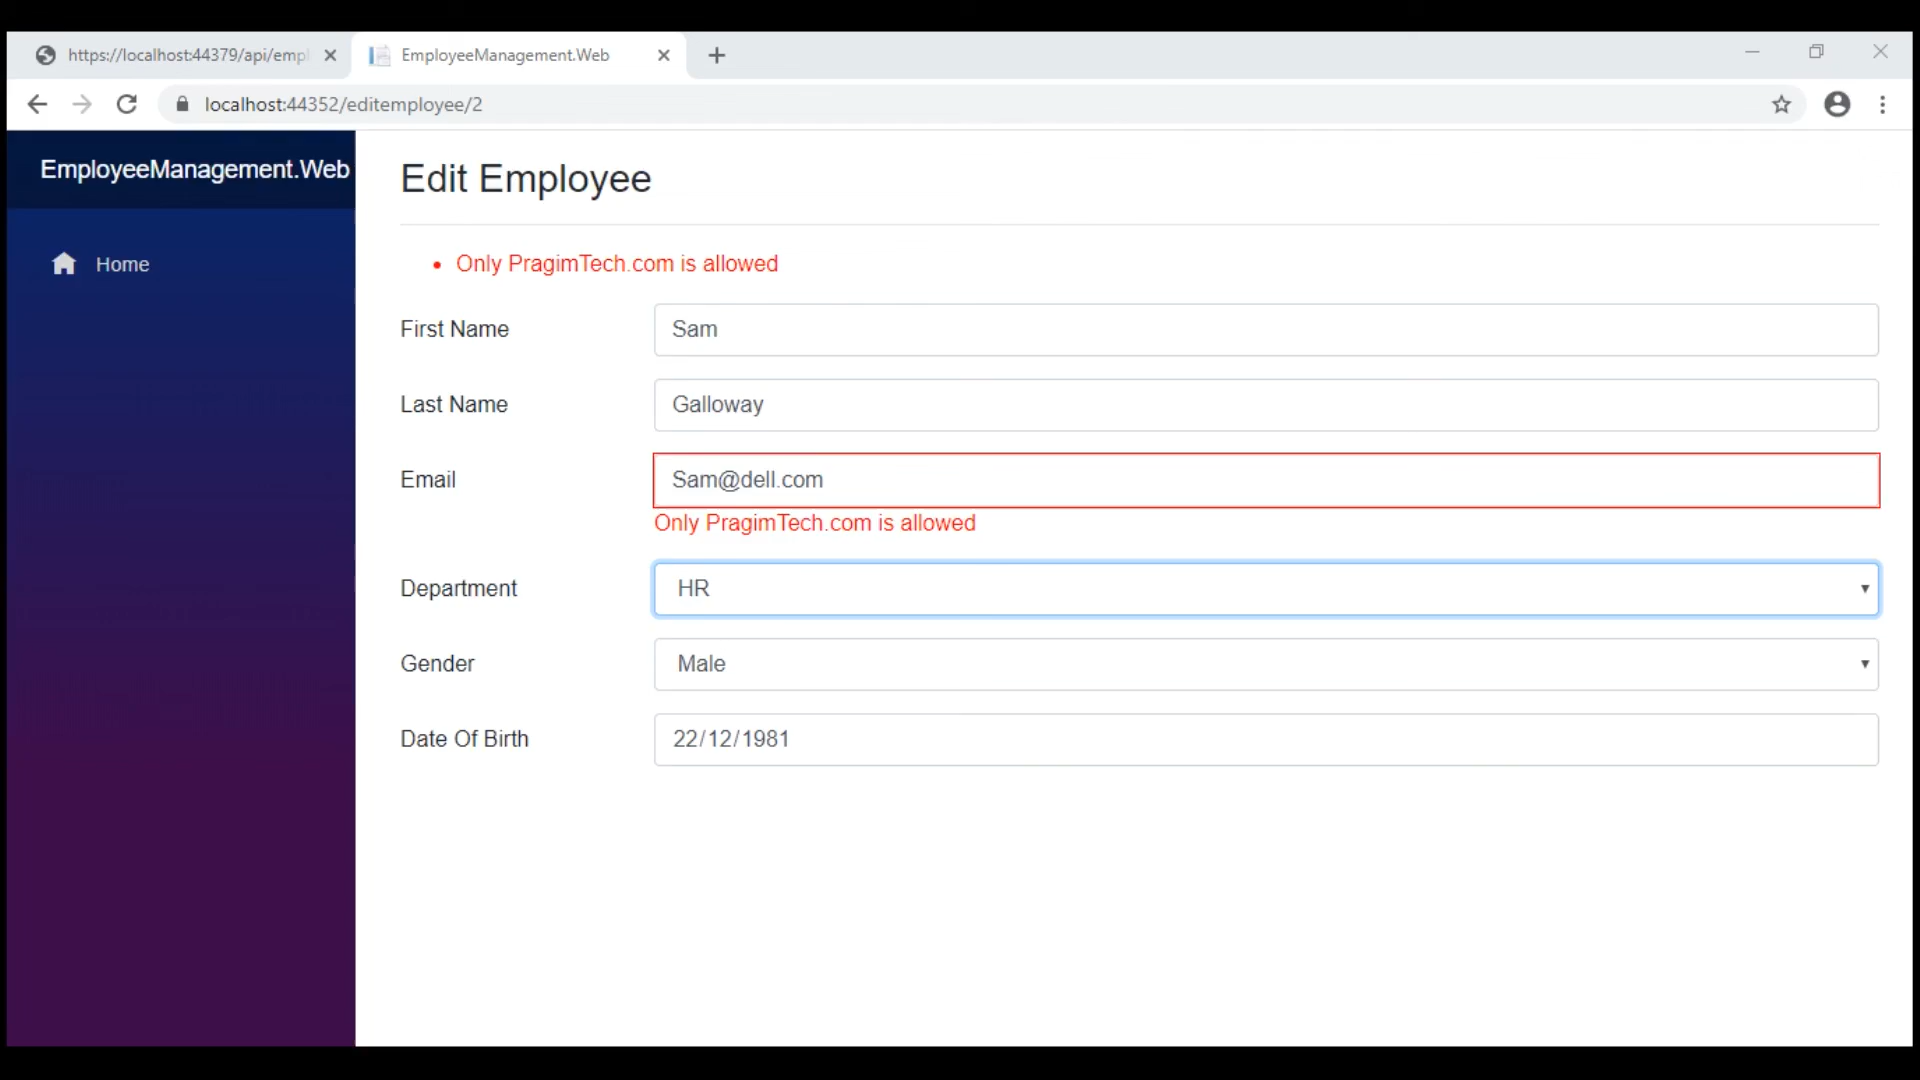 https://localhost:44379/api/empl
EmployeeManagement.Web
localhost:44352/editemployee/2
EmployeeManagement.Web
Home
Edit Employee
Only PragimTech.com is allowed
First Name
Sam
Last Name
Galloway
Email
Sam@dell.com
Only PragimTech.com is allowed
Department
HR
Gender
Male
Date Of Birth
22/12/1981